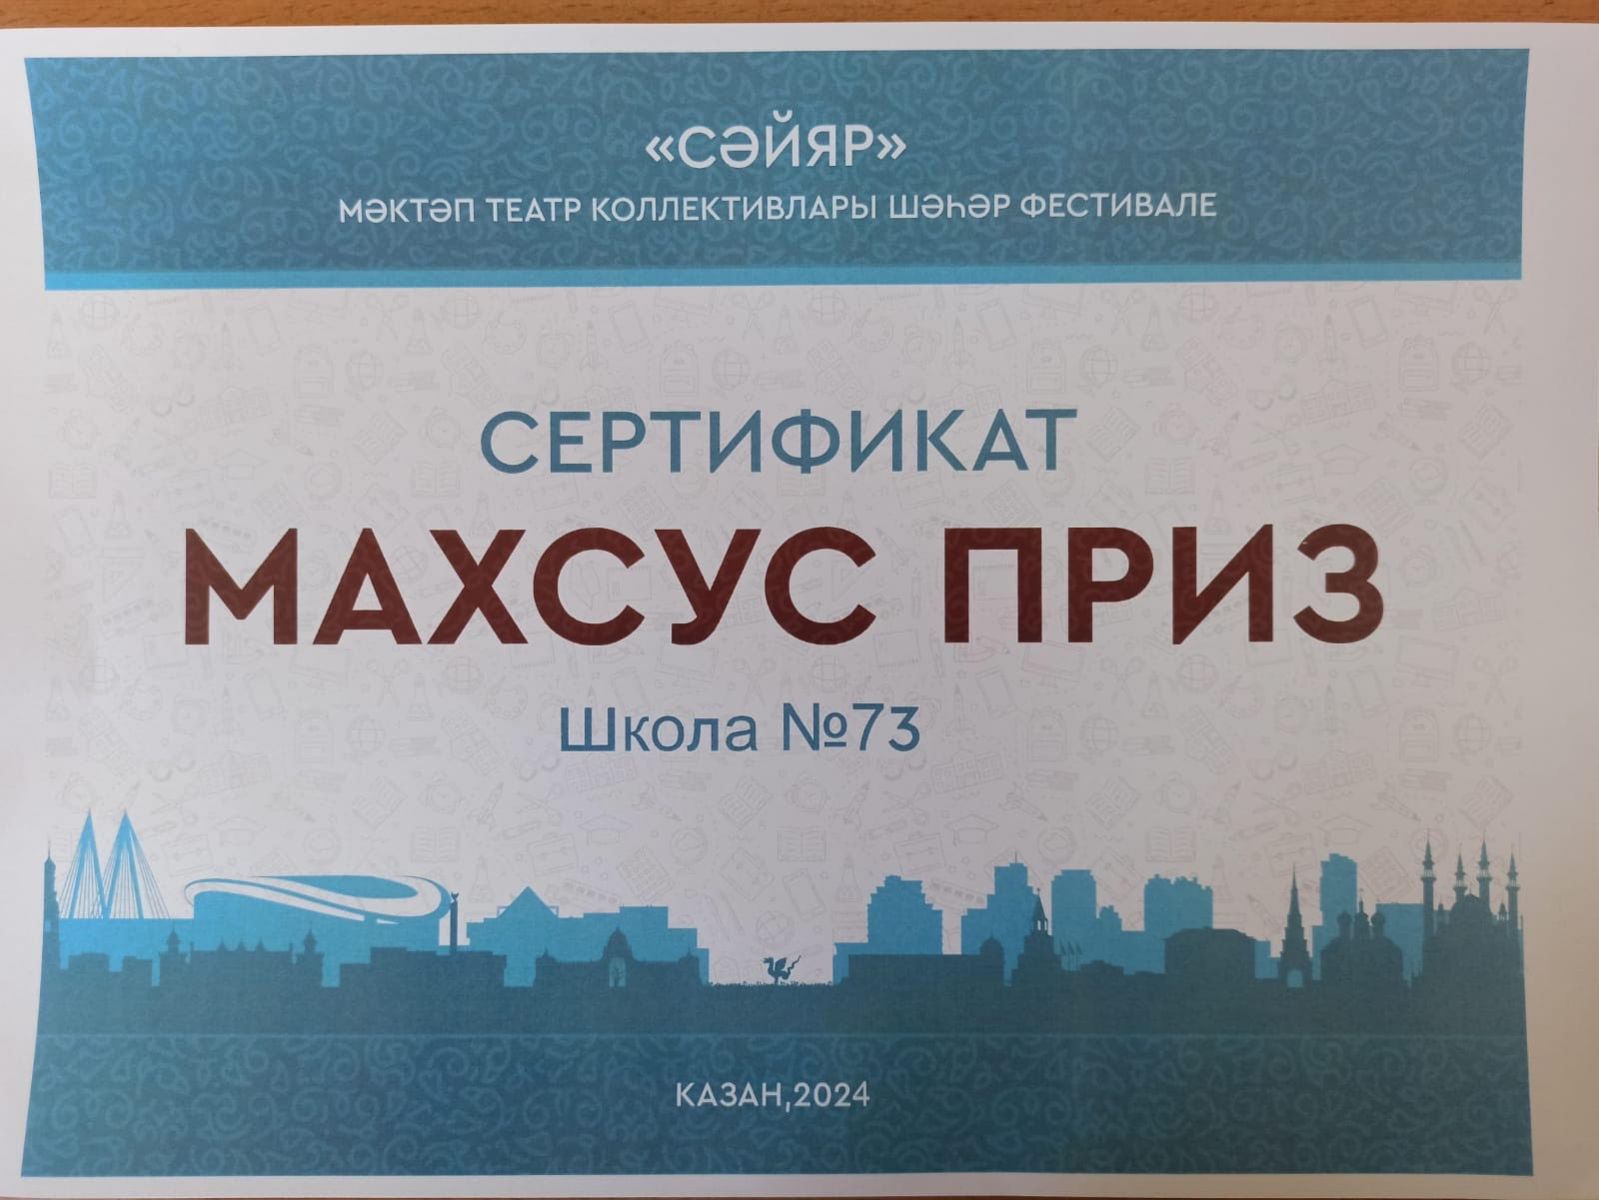 «СӘЙЯР»
МӘКТӘП ТЕАТР КОЛЛЕКТИВЛАРЫ ШӘҺӘР ФЕСТИВАЛЕ
СЕРТИФИКАТ
МАХСУС ПРИЗ
Школа №73
КАЗАН,2024